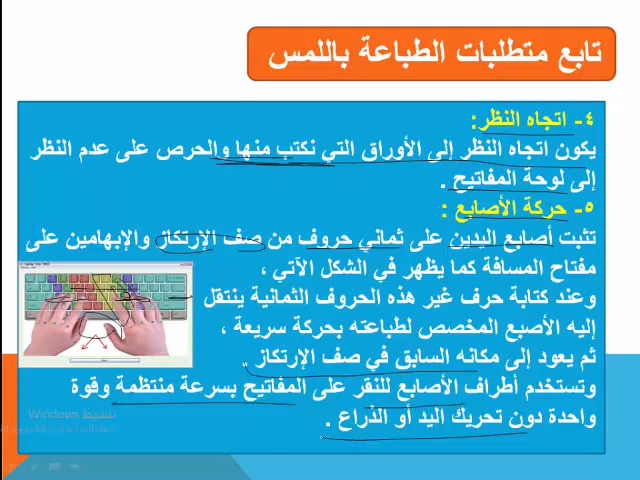 تابع متطلبات الطباعة باللمس
٤- اتجاه النظر:
يكون اتجاه النظر إلى الأوراق التي نكتب منها والحرص على عدم النظر
إلى لوحة المفاتيح .
٥- حركة الأصابع :
تثبت أصابع اليدين على ثماني حروف من صف الإرتكاز والإبهامين على
مفتاح المسافة كما يظهر في الشكل الآتي ،
وعند كتابة حرف غير هذه الحروف الثمانية ينتقل
إليه الأصبع المخصص لطباعته بحركة سريعة ،
ثم يعود إلى مكانه السابق في صف الإرتكاز .
وتستخدم أطراف الأصابع للنقر على المفاتيح بسرعة منتظمة وقوة
واحدة دون تحريك اليد أو الذراع .
تنشيط Windows